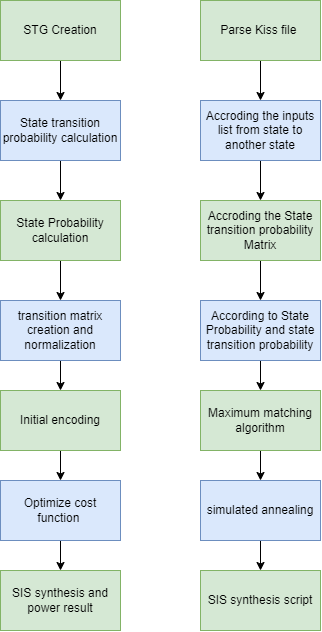 STG Creation
Parse Kiss file
State transition
probability calculation
Accroding the inputs
list from state to
another state
State Probability
calculation
Accroding the State
transition probability
Matrix
transition matrix
creation and
normalization
According to State
Probability and state
transition probability
Initial encoding
Maximum matching
algorithm
Optimize cost
function
simulated annealing
SIS synthesis and
power result
SIS synthesis script